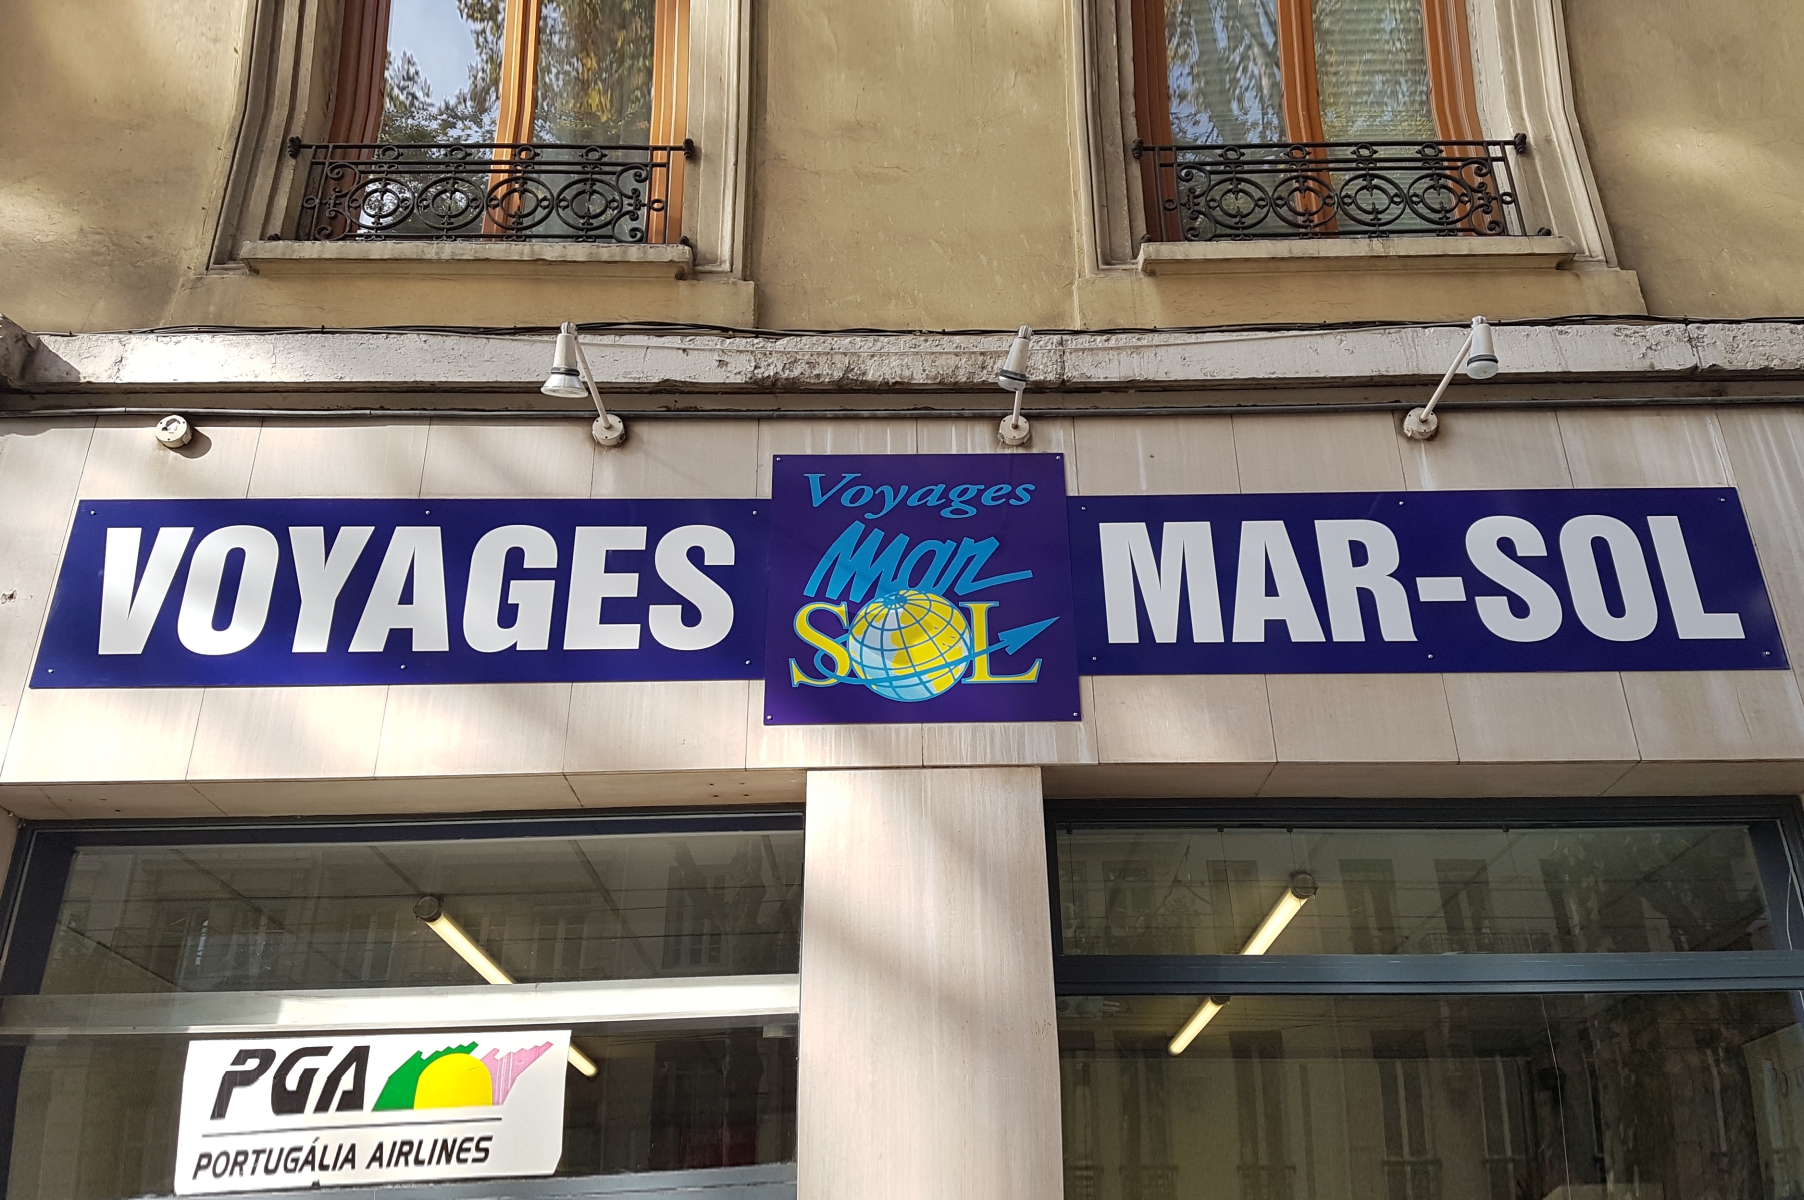 VOYAGES
Voyages
Mar
SOL
MAR-SOL
PGA
PORTUGÁLIA AIRLINES